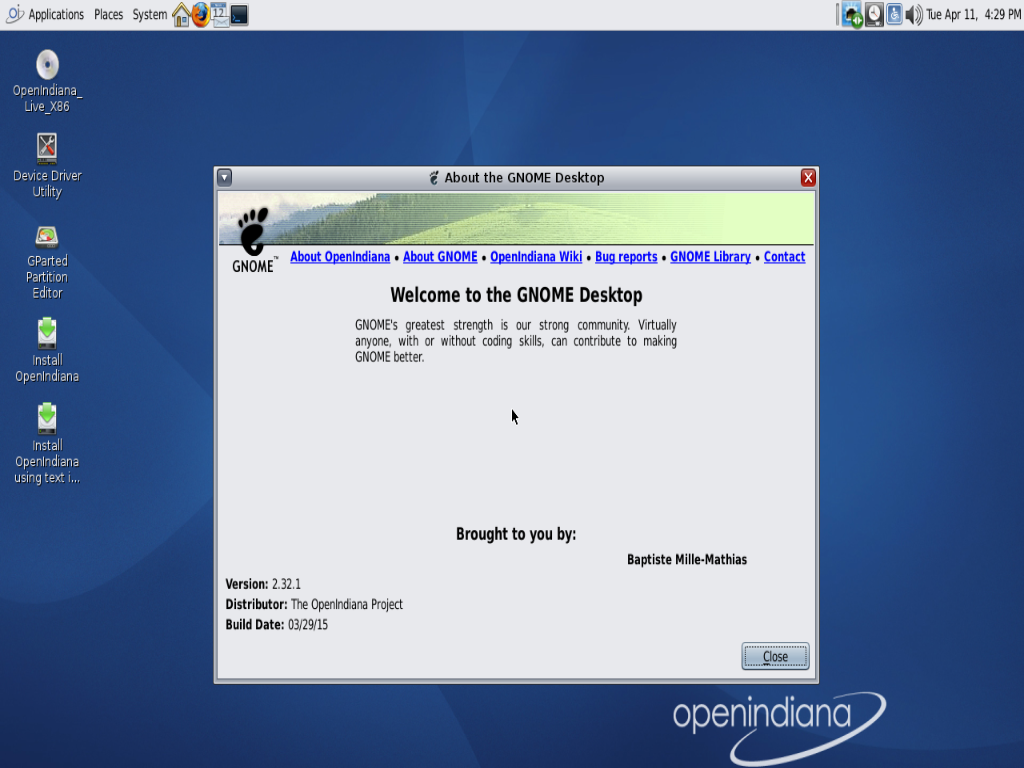 Applications Places System 12 Tue Apr 11, 4:29 PM
OpenIndiana_
Live_X86
Device Driver
Utility
GParted
Partition
Editor
Install
OpenIndiana
Install
OpenIndiana
using text i...
About the GNOME Desktop
GNOME™
About OpenIndiana • About GNOME • OpenIndiana Wiki • Bug reports • GNOME Library • Contact
Welcome to the GNOME Desktop
GNOME's greatest strength is our strong community. Virtually
anyone, with or without coding skills, can contribute to making
GNOME better.
Brought to you by:
Baptiste Mille-Mathias
Version: 2.32.1
Distributor: The OpenIndiana Project
Build Date: 03/29/15
Close
openindiana